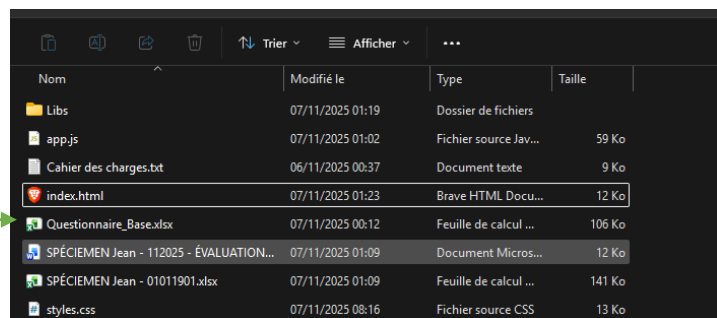 Trier Afficher ...
Nom Modifié le Type Taille
Libs 07/11/2025 01:19 Dossier de fichiers
app.js 07/11/2025 01:02 Fichier source Jav... 59 Ko
Cahier des charges.txt 06/11/2025 00:37 Document texte 9 Ko
index.html 07/11/2025 01:23 Brave HTML Docu... 12 Ko
Questionnaire_Base.xlsx 07/11/2025 00:12 Feuille de calcul ... 106 Ko
SPÉCIEMEN Jean - 112025 - ÉVALUATION... 07/11/2025 01:09 Document Micros... 12 Ko
SPÉCIEMEN Jean - 01011901.xlsx 07/11/2025 01:09 Feuille de calcul ... 141 Ko
styles.css 07/11/2025 08:16 Fichier source CSS 13 Ko